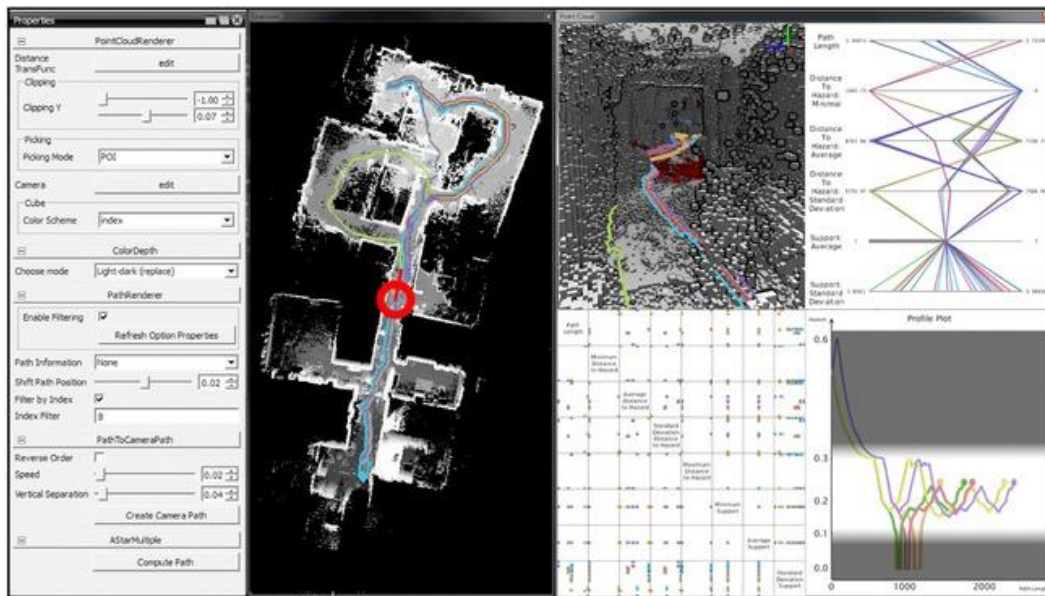 Properties
PointCloudRenderer
Distance
TransFunc
edit
Clipping
Clipping Y
-1.00
0.07
Picking
Picking Mode
POI
Camera
edit
Cube
Color Scheme
index
ColorDepth
Choose mode
Light-dark (replace)
PathRenderer
Enable Filtering
Refresh Option Properties
Path Information
None
Shift Path Position
0.02
Filter by Index
Index Filter
8
PathToCameraPath
Reverse Order
Speed
0.02
Vertical Separation
0.04
Create Camera Path
AStarMultiple
Compute Path
Overview
Point Cloud
Path
Length
Distance
To
Hazard:
Minimal
Distance
To
Hazard:
Average
Distance
To
Hazard:
Standard
Deviation
Support:
Average
Support:
Standard
Deviation
Path
Length
Minimum
Distance
to Hazard
Average
Distance
to Hazard
Standard
Deviation
Distance
to Hazard
Maximum
Distance
to Hazard
Minimum
Support
Average
Support
Standard
Deviation
Support
Profile Plot
0.6
0.3
0.2
0.1
0.0
0
1000
2000
Path Length